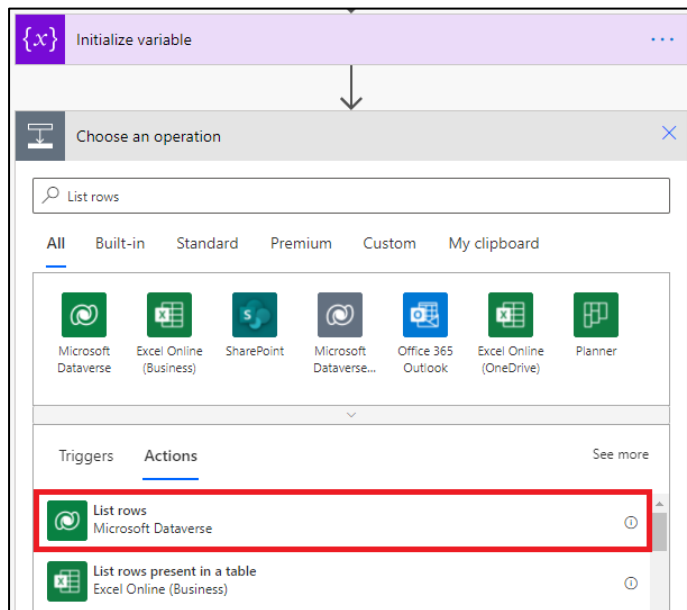 {x} Initialize variable ...
Choose an operation
List rows
All Built-in Standard Premium Custom My clipboard
Microsoft Dataverse
Excel Online (Business)
SharePoint
Microsoft Dataverse...
Office 365 Outlook
Excel Online (OneDrive)
Planner
Triggers Actions See more
List rows
Microsoft Dataverse
List rows present in a table
Excel Online (Business)